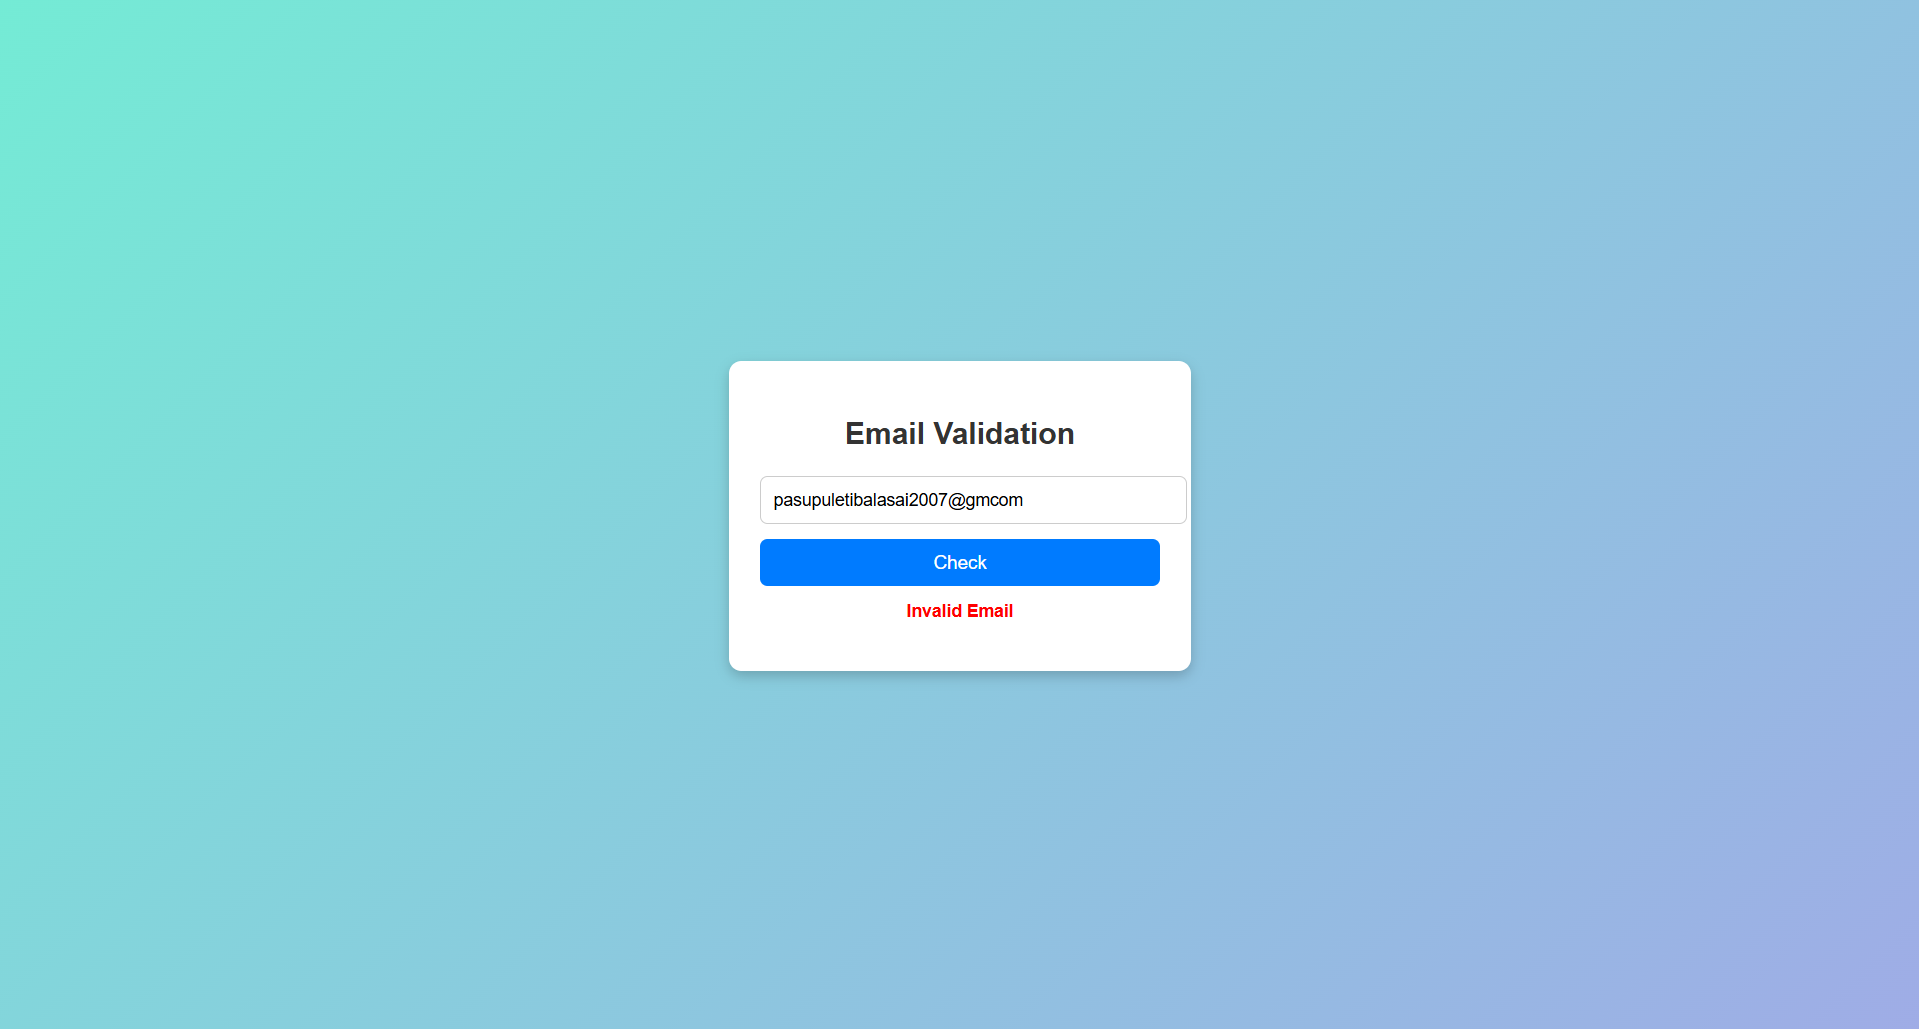 Email Validation
pasupuletibalasai2007@gmcom
Check
Invalid Email